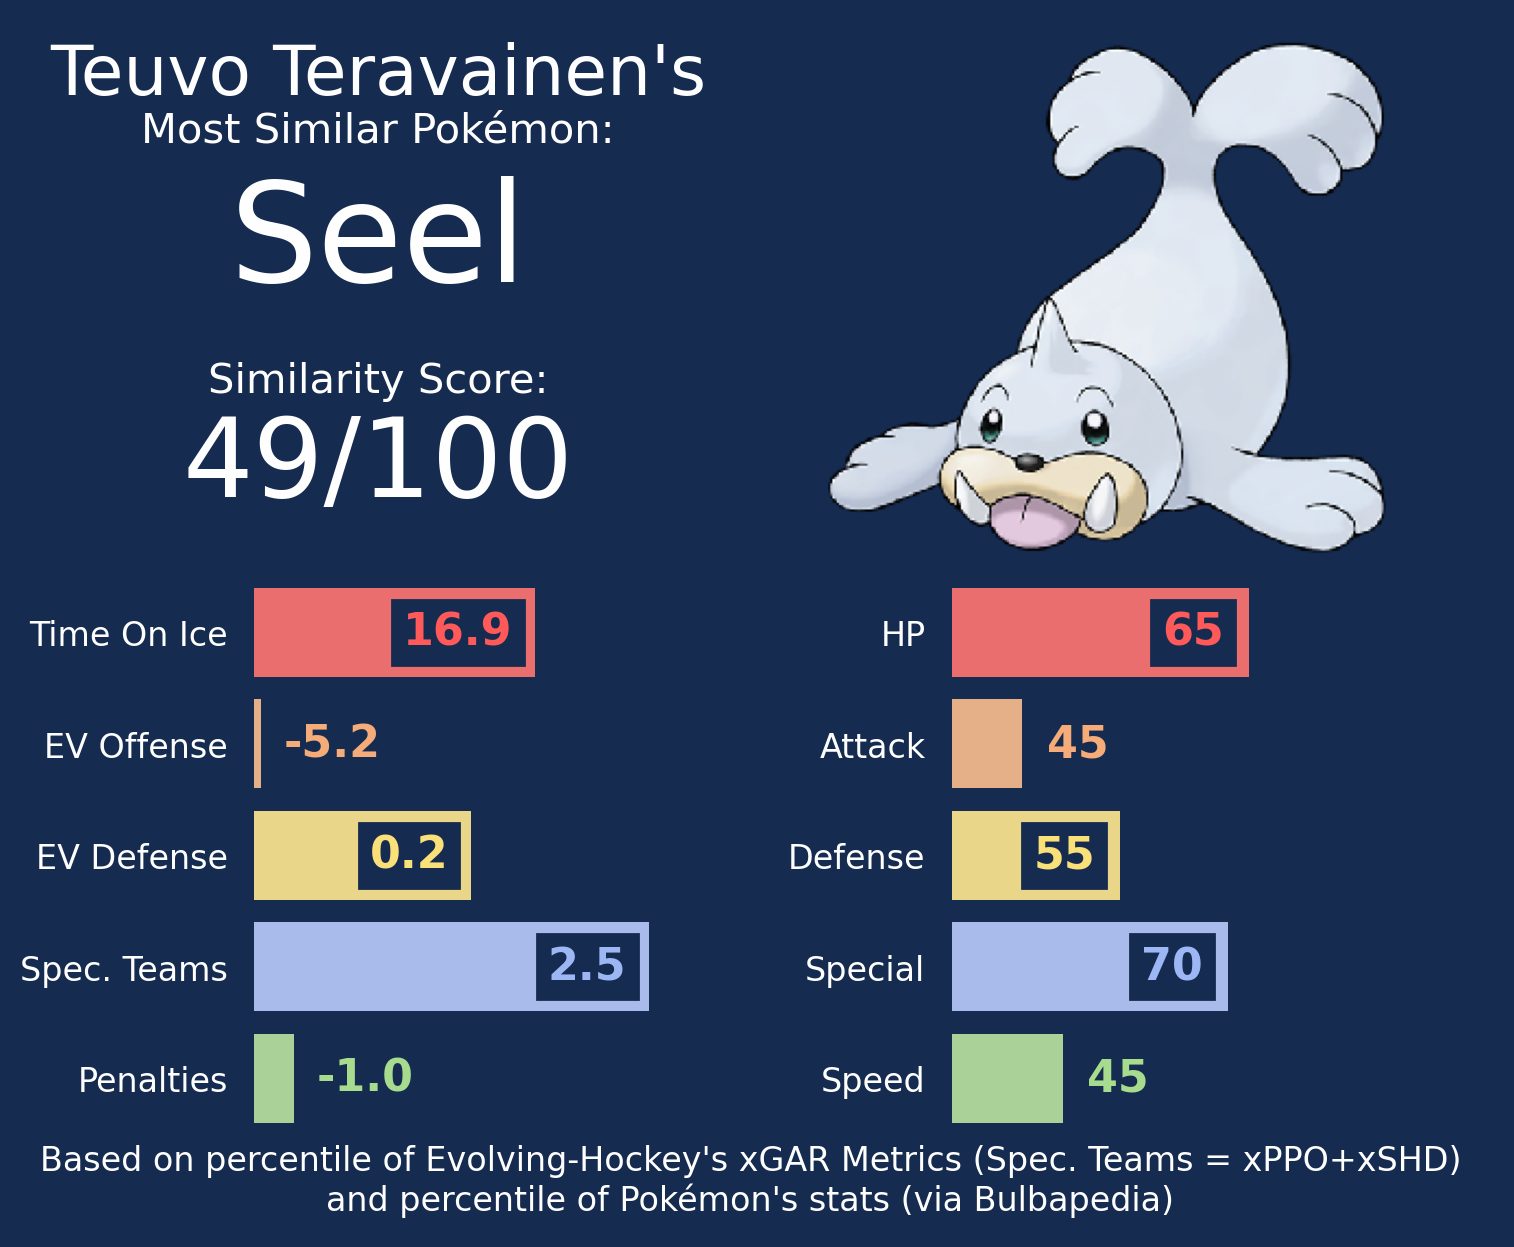 Teuvo Teravainen's
Most Similar Pokémon:
Seel
Similarity Score:
49/100
Time On Ice 16.9
EV Offense -5.2
EV Defense 0.2
Spec. Teams 2.5
Penalties -1.0
HP 65
Attack 45
Defense 55
Special 70
Speed 45
Based on percentile of Evolving-Hockey's xGAR Metrics (Spec. Teams = xPPO+xSHD)
and percentile of Pokémon's stats (via Bulbapedia)